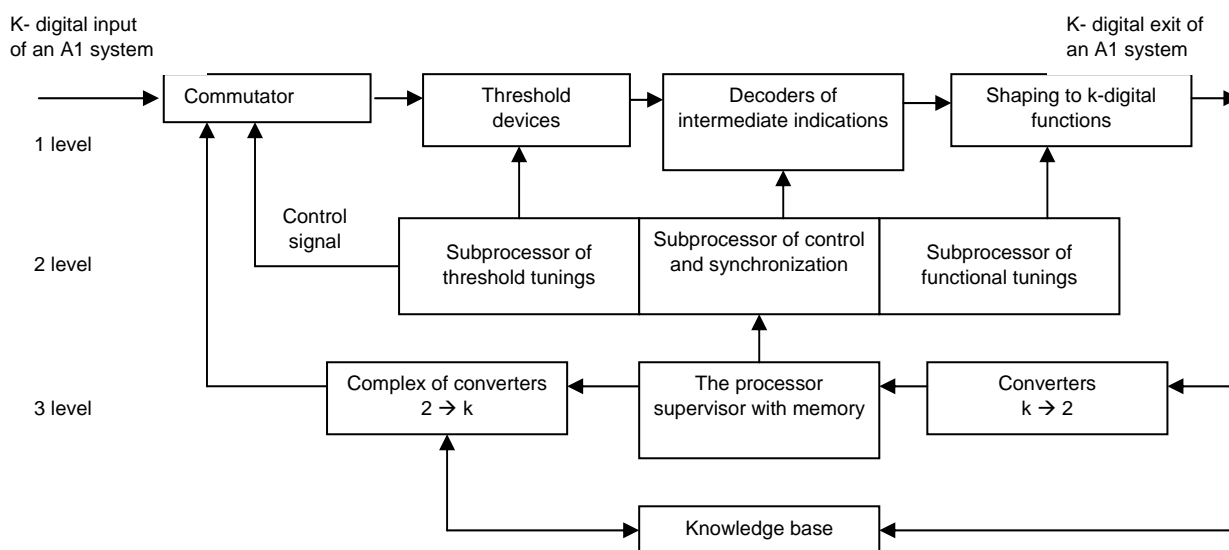 K- digital input
of an A1 system
K- digital exit of
an A1 system
Commutator
Threshold
devices
Decoders of
intermediate indications
Shaping to k-digital
functions
1 level
Control
signal
2 level
Subprocessor of
threshold tunings
Subprocessor of control
and synchronization
Subprocessor of
functional tunings
3 level
Complex of converters
2 → k
The processor
supervisor with memory
Converters
k → 2
Knowledge base